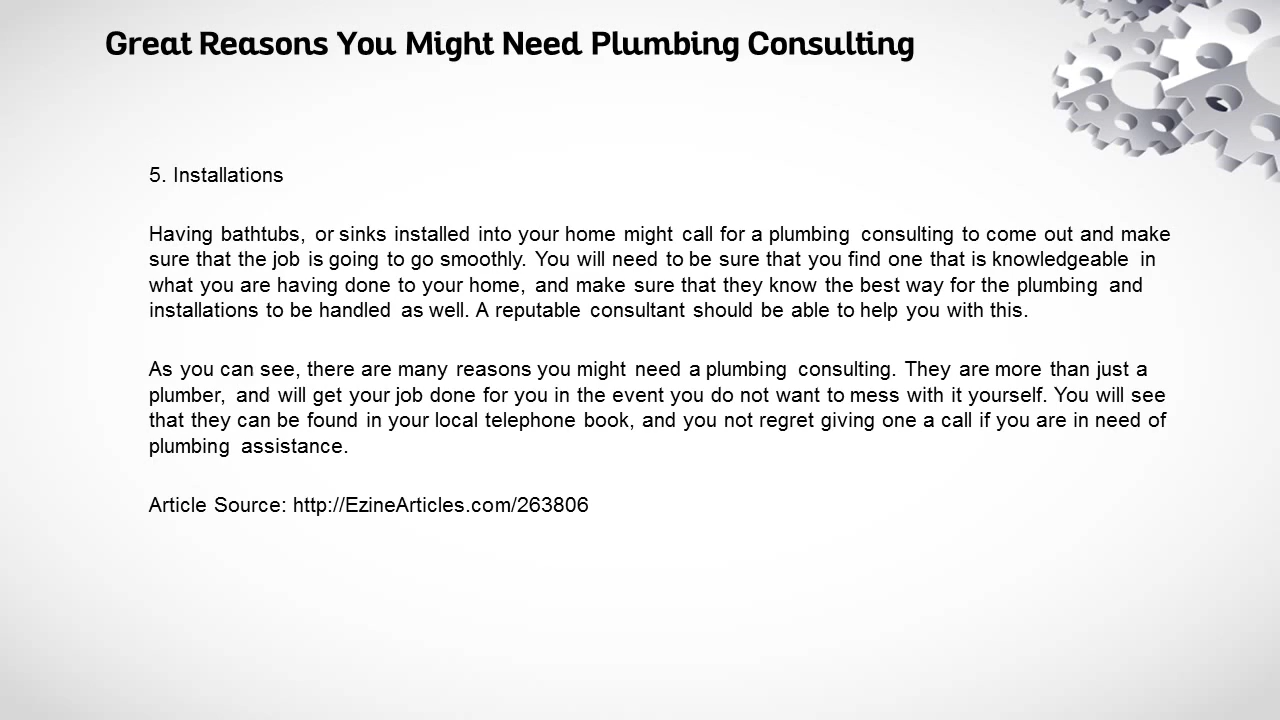 Great Reasons You Might Need Plumbing Consulting
5. Installations
Having bathtubs, or sinks installed into your home might call for a plumbing consulting to come out and make
sure that the job is going to go smoothly. You will need to be sure that you find one that is knowledgeable in
what you are having done to your home, and make sure that they know the best way for the plumbing and
installations to be handled as well. A reputable consultant should be able to help you with this.
As you can see, there are many reasons you might need a plumbing consulting. They are more than just a
plumber, and will get your job done for you in the event you do not want to mess with it yourself. You will see
that they can be found in your local telephone book, and you not regret giving one a call if you are in need of
plumbing assistance.
Article Source: http://EzineArticles.com/263806